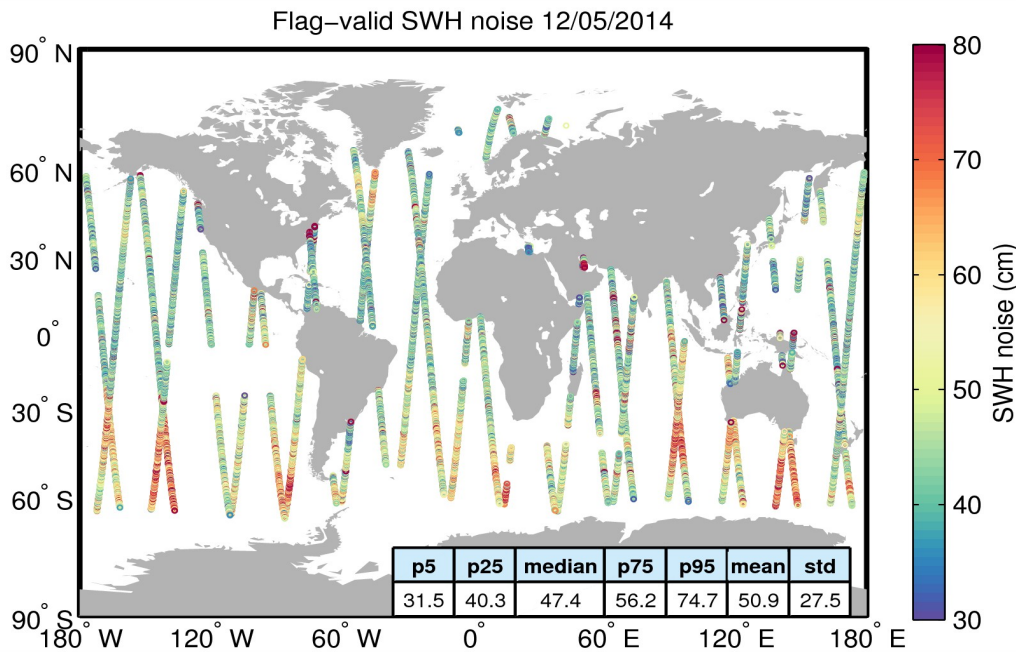 Flag−valid SWH noise 12/05/2014
90° N
60° N
30° N
0°
30° S
60° S
90° S
180° W
120° W
60° W
0°
60° E
120° E
180° E
80
70
60
50
40
30
SWH noise (cm)
p5 p25 median p75 p95 mean std
31.5 40.3 47.4 56.2 74.7 50.9 27.5